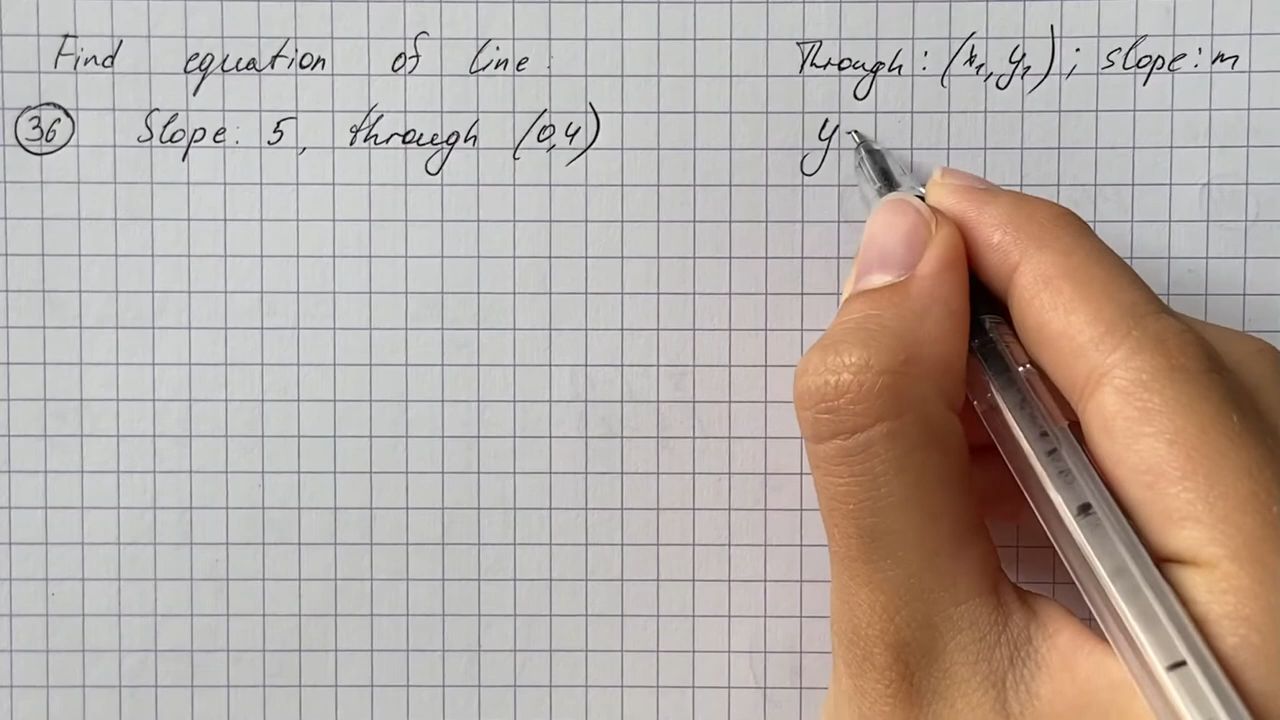 Find equation of line:
Through: (x₁, y₁); slope: m
36 Slope: 5, through (0,4)
y -